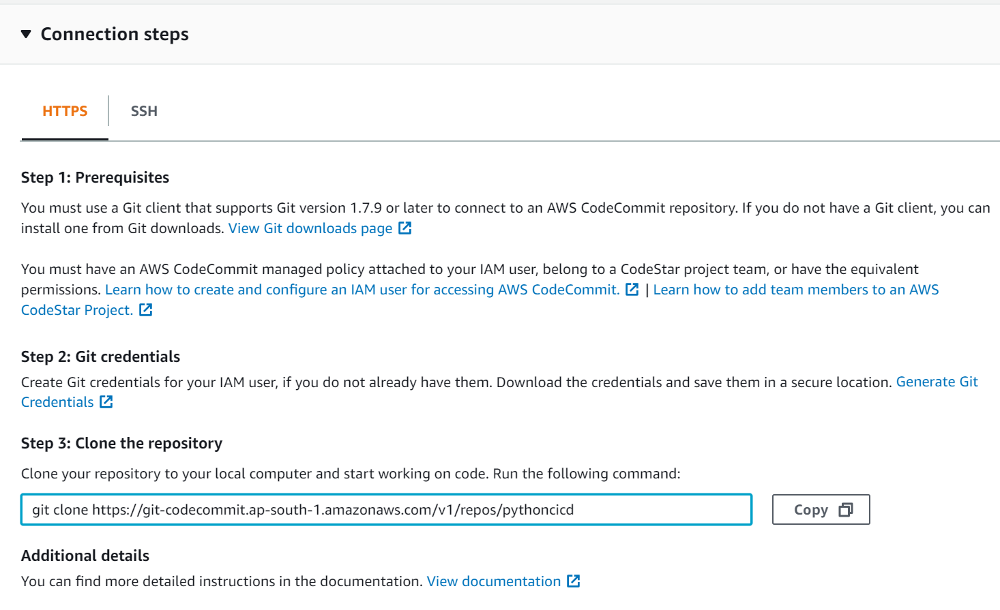 Connection steps
HTTPS
SSH
Step 1: Prerequisites
You must use a Git client that supports Git version 1.7.9 or later to connect to an AWS CodeCommit repository. If you do not have a Git client, you can
install one from Git downloads. View Git downloads page
You must have an AWS CodeCommit managed policy attached to your IAM user, belong to a CodeStar project team, or have the equivalent
permissions. Learn how to create and configure an IAM user for accessing AWS CodeCommit. | Learn how to add team members to an AWS
CodeStar Project.
Step 2: Git credentials
Create Git credentials for your IAM user, if you do not already have them. Download the credentials and save them in a secure location. Generate Git
Credentials
Step 3: Clone the repository
Clone your repository to your local computer and start working on code. Run the following command:
git clone https://git-codecommit.ap-south-1.amazonaws.com/v1/repos/pythoncicd
Copy
Additional details
You can find more detailed instructions in the documentation. View documentation